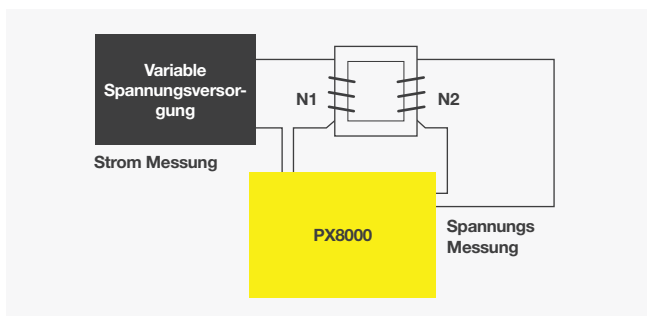 Variable
Spannungsversor-
gung
N1
N2
Strom Messung
PX8000
Spannungs
Messung